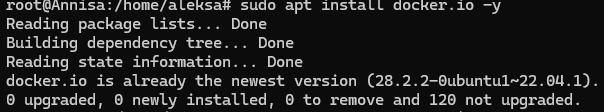 root@Annisa:/home/aleksa# sudo apt install docker.io -y
Reading package lists... Done
Building dependency tree... Done
Reading state information... Done
docker.io is already the newest version (28.2.2-0ubuntu1~22.04.1).
0 upgraded, 0 newly installed, 0 to remove and 120 not upgraded.